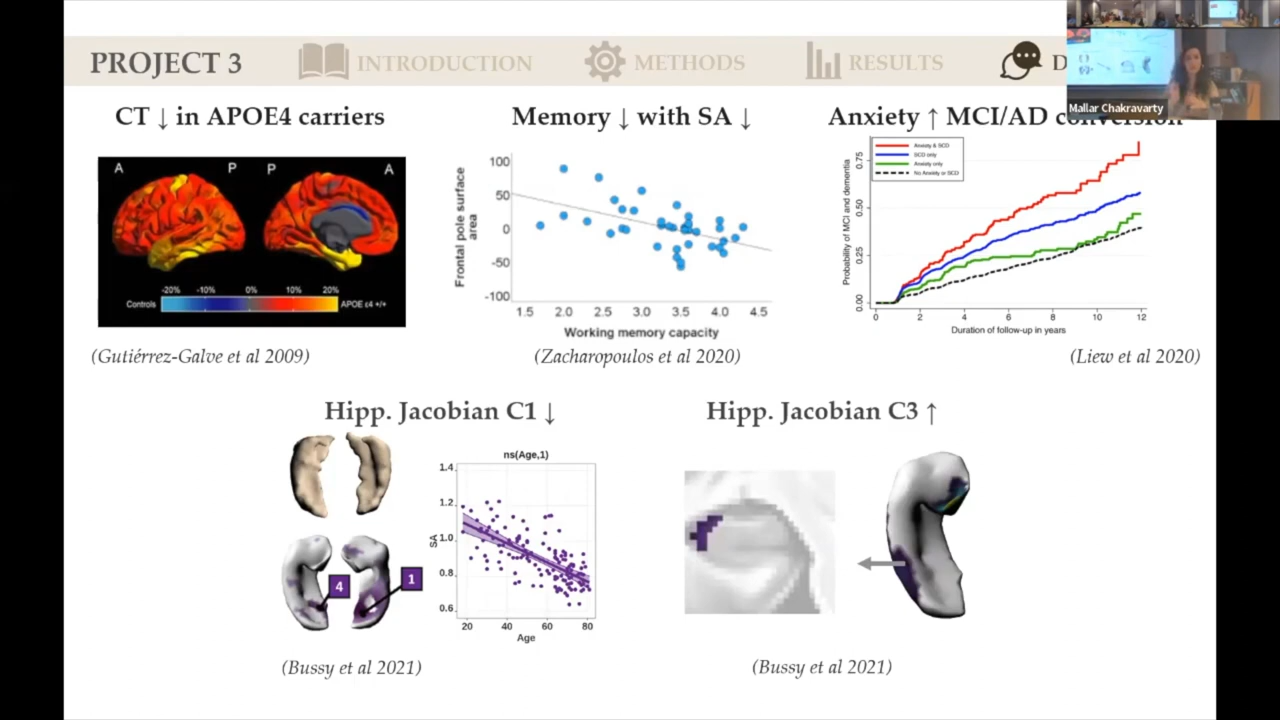 PROJECT 3
INTRODUCTION
METHODS
RESULTS
D
Mallar Chakravarty
CT ↓ in APOE4 carriers
Memory ↓ with SA ↓
Anxiety ↑ MCI/AD conversion
A P P A
-20% -10% 0% 10% 20%
Controls
APOE ε4 +/+
(Gutiérrez-Galve et al 2009)
Frontal pole surface
area
100
50
0
-50
-100
1.5 2.0 2.5 3.0 3.5 4.0 4.5
Working memory capacity
(Zacharopoulos et al 2020)
Probability of MCI and dementia
0.75
0.50
0.25
0.00
Anxiety & SCD
SCD only
Anxiety only
No Anxiety or SCD
0 2 4 6 8 10 12
Duration of follow-up in years
(Liew et al 2020)
Hipp. Jacobian C1 ↓
4
1
ns(Age,1)
SA
1.4
1.2
1.0
0.8
0.6
20 40 60 80
Age
(Bussy et al 2021)
Hipp. Jacobian C3 ↑
(Bussy et al 2021)